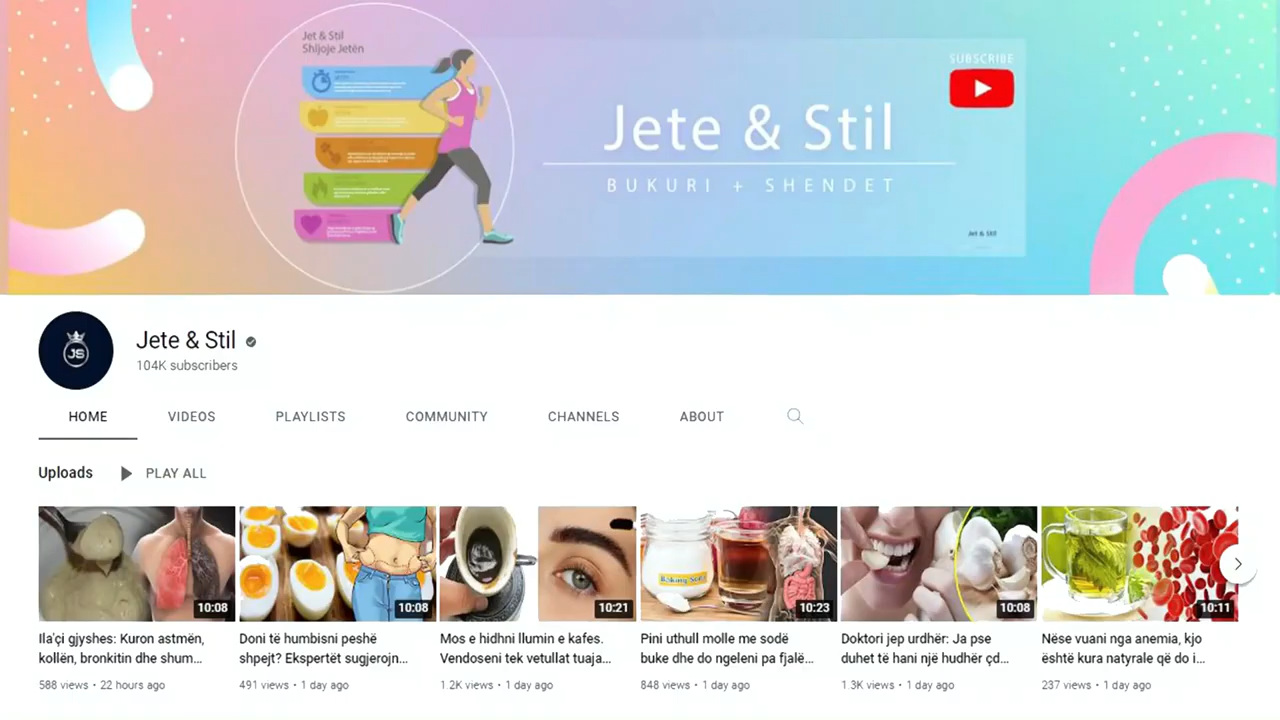 Jet & Stil
Shijoje Jetën
SUBSCRIBE
Jete & Stil
BUKURI + SHENDET
Jet & Stil
JS
Jete & Stil
104K subscribers
HOME VIDEOS PLAYLISTS COMMUNITY CHANNELS ABOUT
Uploads PLAY ALL
Baking Soda
10:08 10:08 10:21 10:23 10:08 10:11
Ila'çi gjyshes: Kuron astmën,
kollën, bronkitin dhe shum...
588 views • 22 hours ago
Doni të humbisni peshë
shpejt? Ekspertët sugjerojn...
491 views • 1 day ago
Mos e hidhni llumin e kafes.
Vendoseni tek vetullat tuaja...
1.2K views • 1 day ago
Pini uthull molle me sodë
buke dhe do ngeleni pa fjalë...
848 views • 1 day ago
Doktori jep urdhër: Ja pse
duhet të hani një hudhër çd...
1.3K views • 1 day ago
Nëse vuani nga anemia, kjo
është kura natyrale që do i...
237 views • 1 day ago